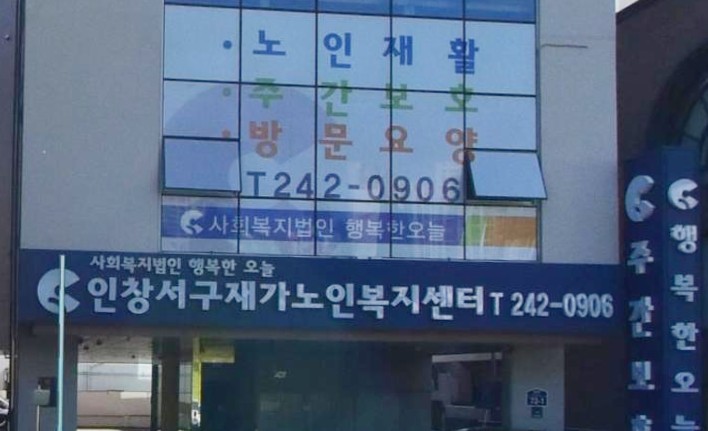 · 노인재활
· 주간보호
· 방문요양
T 242-0906
사회복지법인 행복한오늘
사회복지법인 행복한 오늘
인창서구재가노인복지센터 T 242-0906
주간보호
행복한오늘